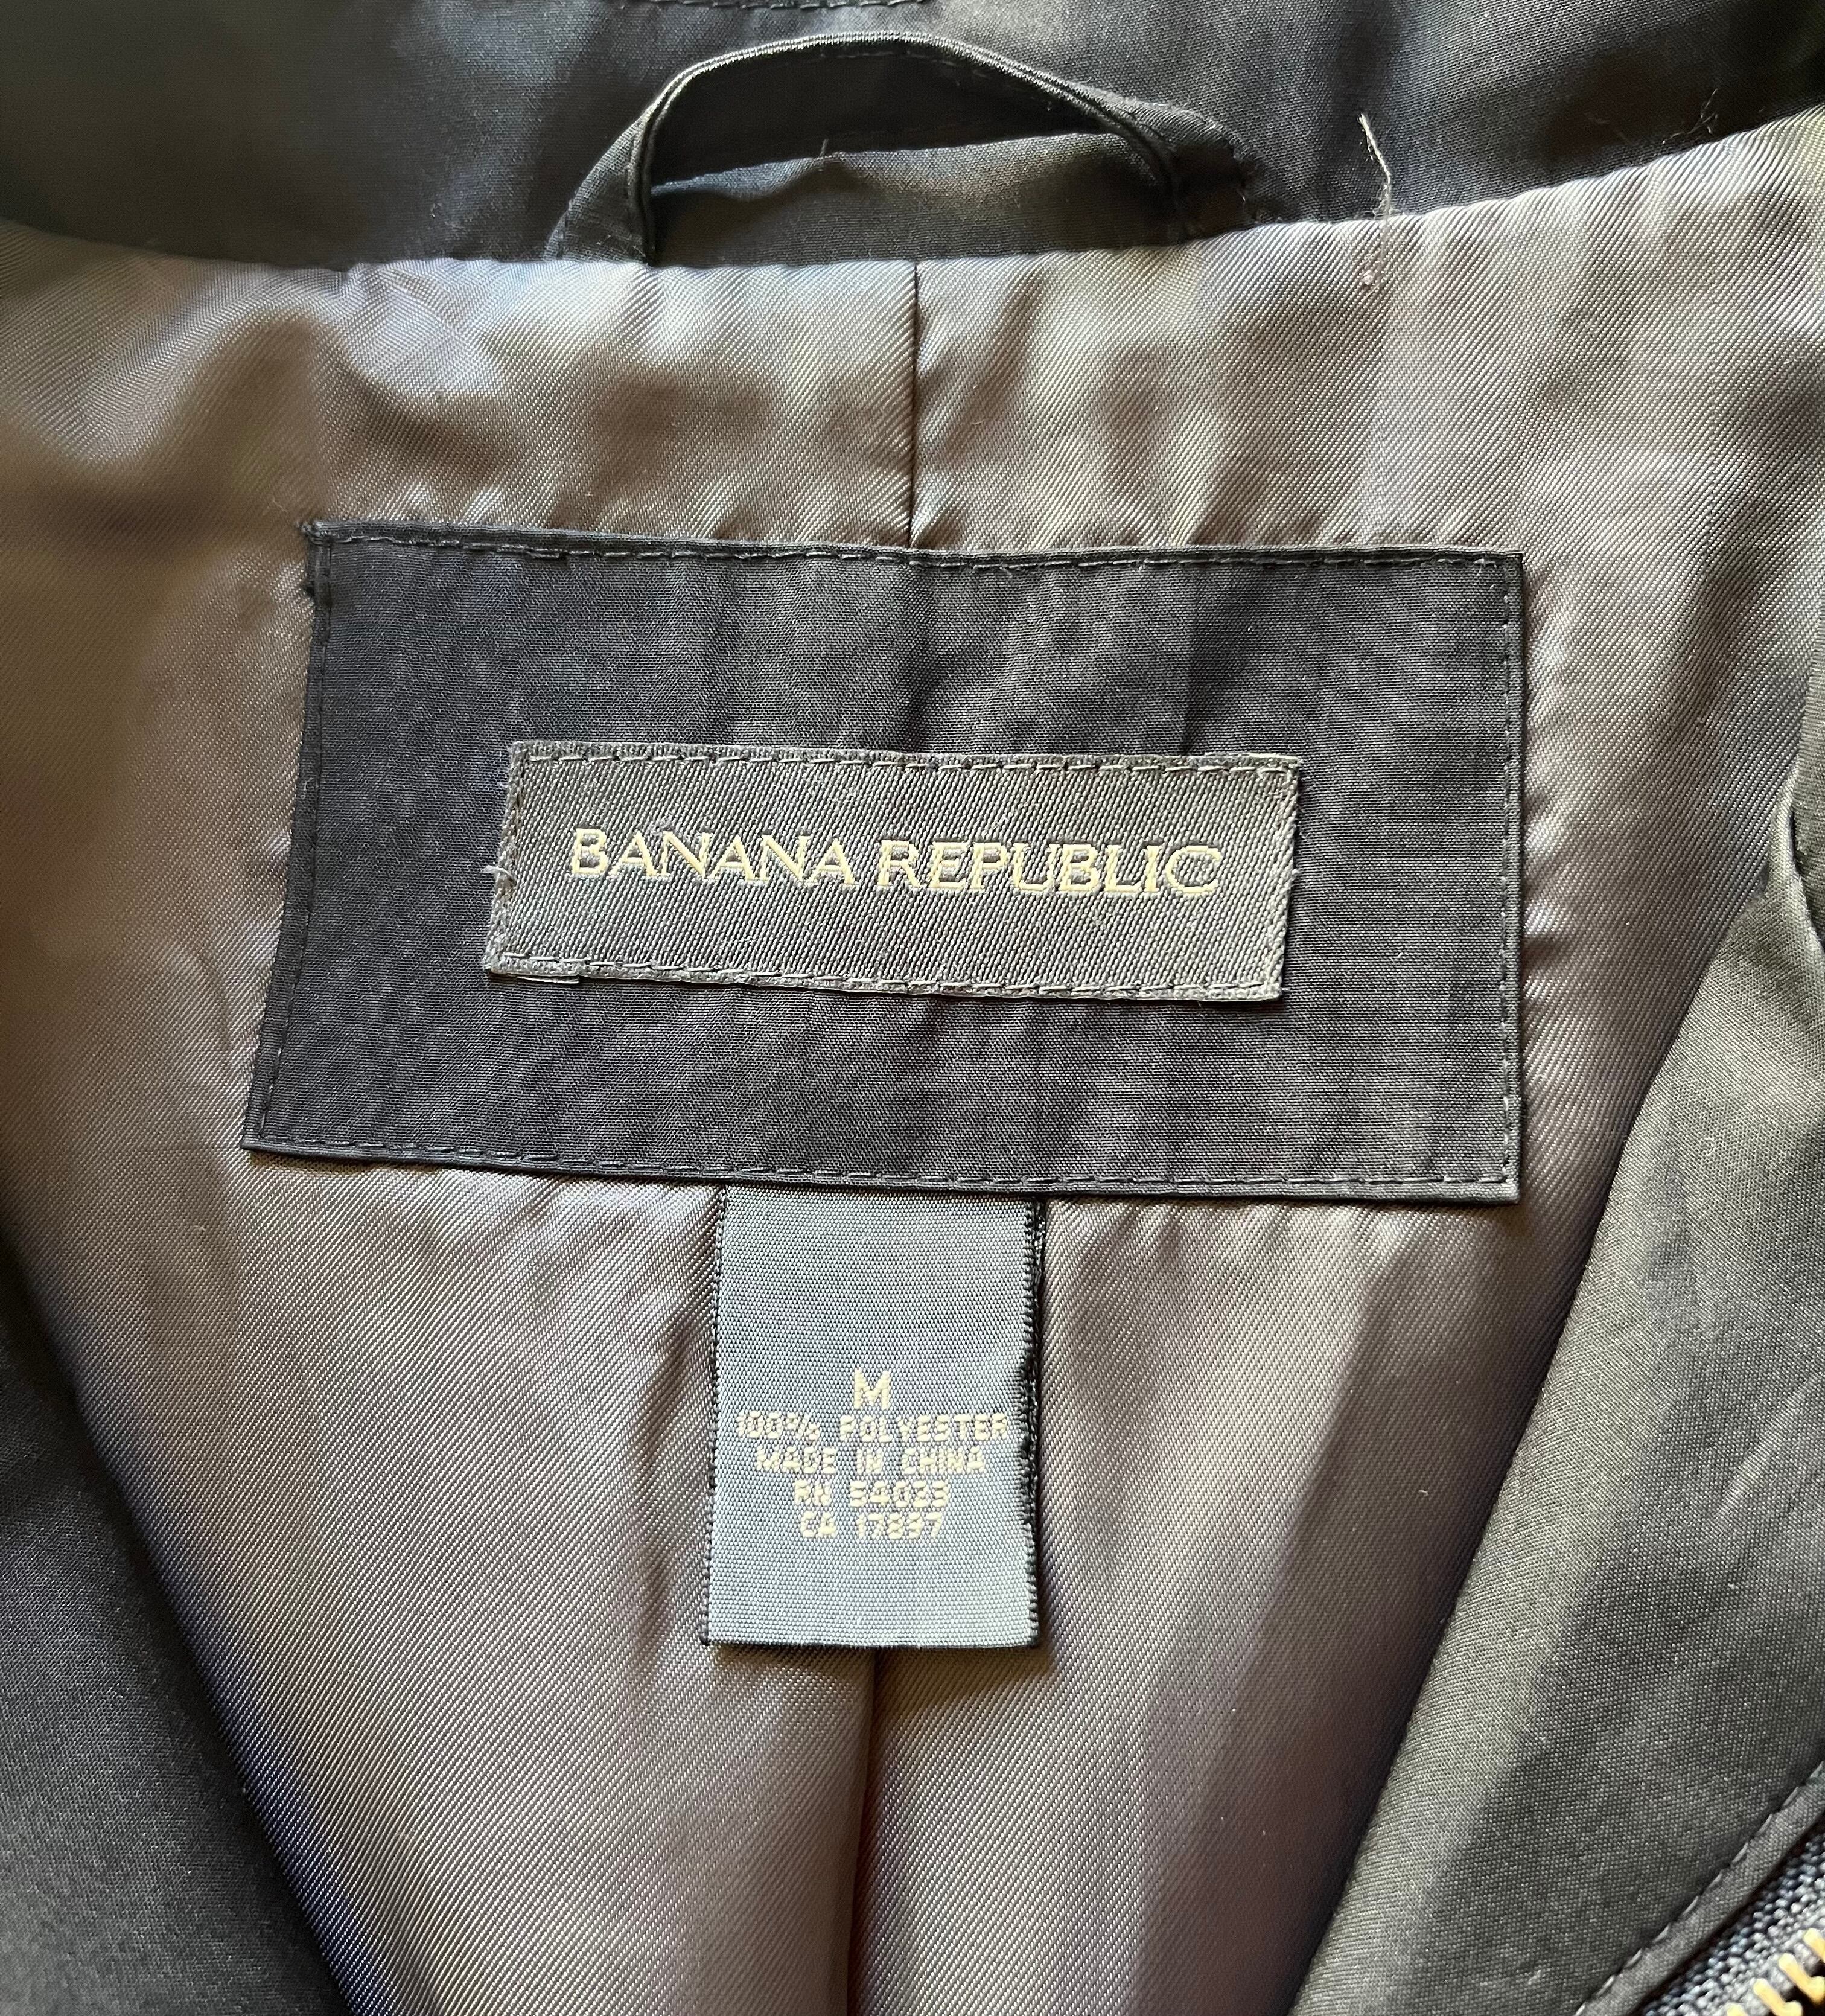 BANANA REPUBLIC
M
100% POLYESTER
MADE IN CHINA
RN 54023
CA 17897